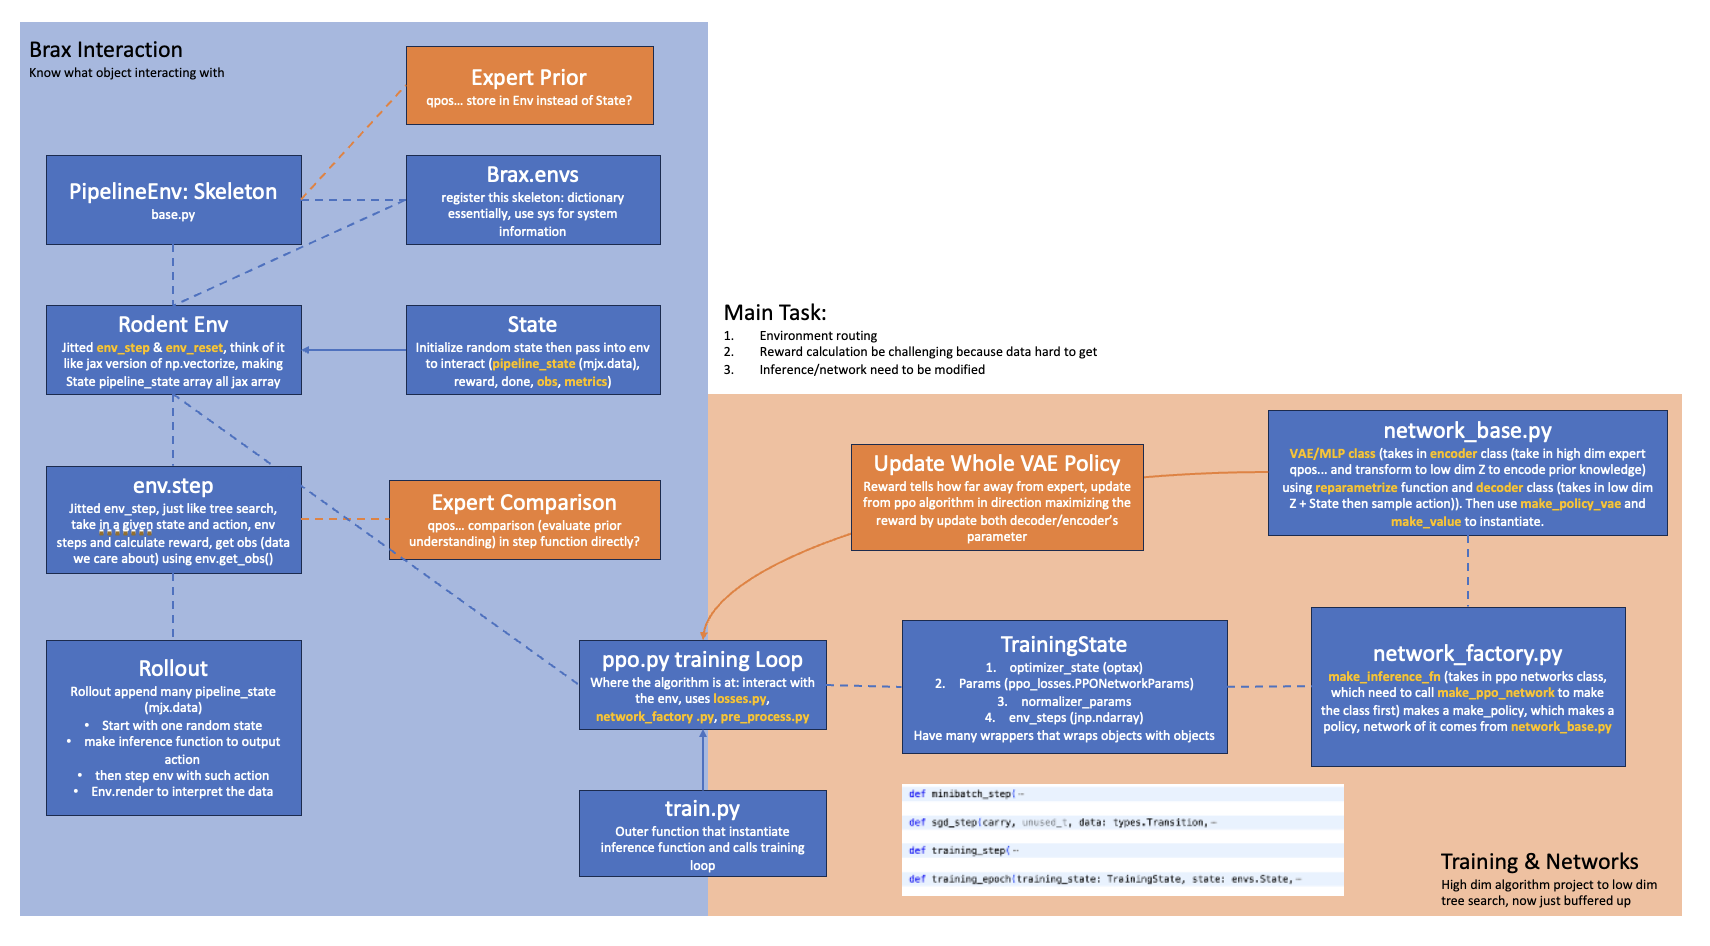 Brax Interaction
Know what object interacting with
Expert Prior
qpos... store in Env instead of State?
PipelineEnv: Skeleton
base.py
Brax.envs
register this skeleton: dictionary
essentially, use sys for system
information
Rodent Env
Jitted env_step & env_reset, think of it
like jax version of np.vectorize, making
State pipeline_state array all jax array
State
Initialize random state then pass into env
to interact (pipeline_state (mjx.data),
reward, done, obs, metrics)
env.step
Jitted env_step, just like tree search,
take in a given state and action, env
steps and calculate reward, get obs (data
we care about) using env.get_obs()
Expert Comparison
qpos... comparison (evaluate prior
understanding) in step function directly?
Rollout
Rollout append many pipeline_state
(mjx.data)
• Start with one random state
• make inference function to output
action
• then step env with such action
• Env.render to interpret the data
Main Task:
1. Environment routing
2. Reward calculation be challenging because data hard to get
3. Inference/network need to be modified
ppo.py training Loop
Where the algorithm is at: interact with
the env, uses losses.py,
network_factory .py, pre_process.py
train.py
Outer function that instantiate
inference function and calls training
loop
Update Whole VAE Policy
Reward tells how far away from expert, update
from ppo algorithm in direction maximizing the
reward by update both decoder/encoder's
parameter
network_base.py
VAE/MLP class (takes in encoder class (take in high dim expert
qpos... and transform to low dim Z to encode prior knowledge)
using reparametrize function and decoder class (takes in low dim
Z + State then sample action)). Then use make_policy_vae and
make_value to instantiate.
TrainingState
1. optimizer_state (optax)
2. Params (ppo_losses.PPONetworkParams)
3. normalizer_params
4. env_steps (jnp.ndarray)
Have many wrappers that wraps objects with objects
network_factory.py
make_inference_fn (takes in ppo networks class,
which need to call make_ppo_network to make
the class first) makes a make_policy, which makes a
policy, network of it comes from network_base.py
def minibatch_step(⋯
def sgd_step(carry, unused_t, data: types.Transition,⋯
def training_step(⋯
def training_epoch(training_state: TrainingState, state: envs.State,⋯
Training & Networks
High dim algorithm project to low dim
tree search, now just buffered up